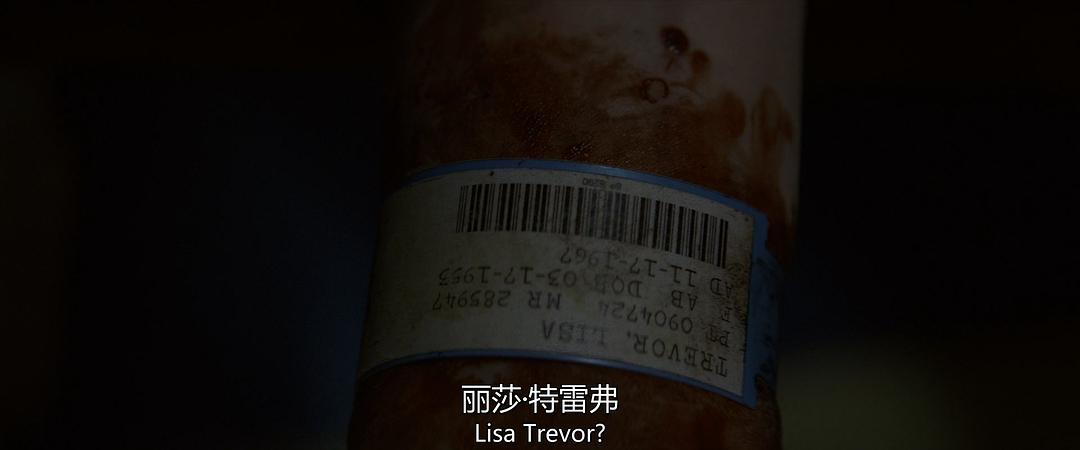 TREVOR, LISA
PT 0904724 MR 285947
F AB DOB 03-17-1953
AD 11-17-1967
丽莎·特雷弗
Lisa Trevor?